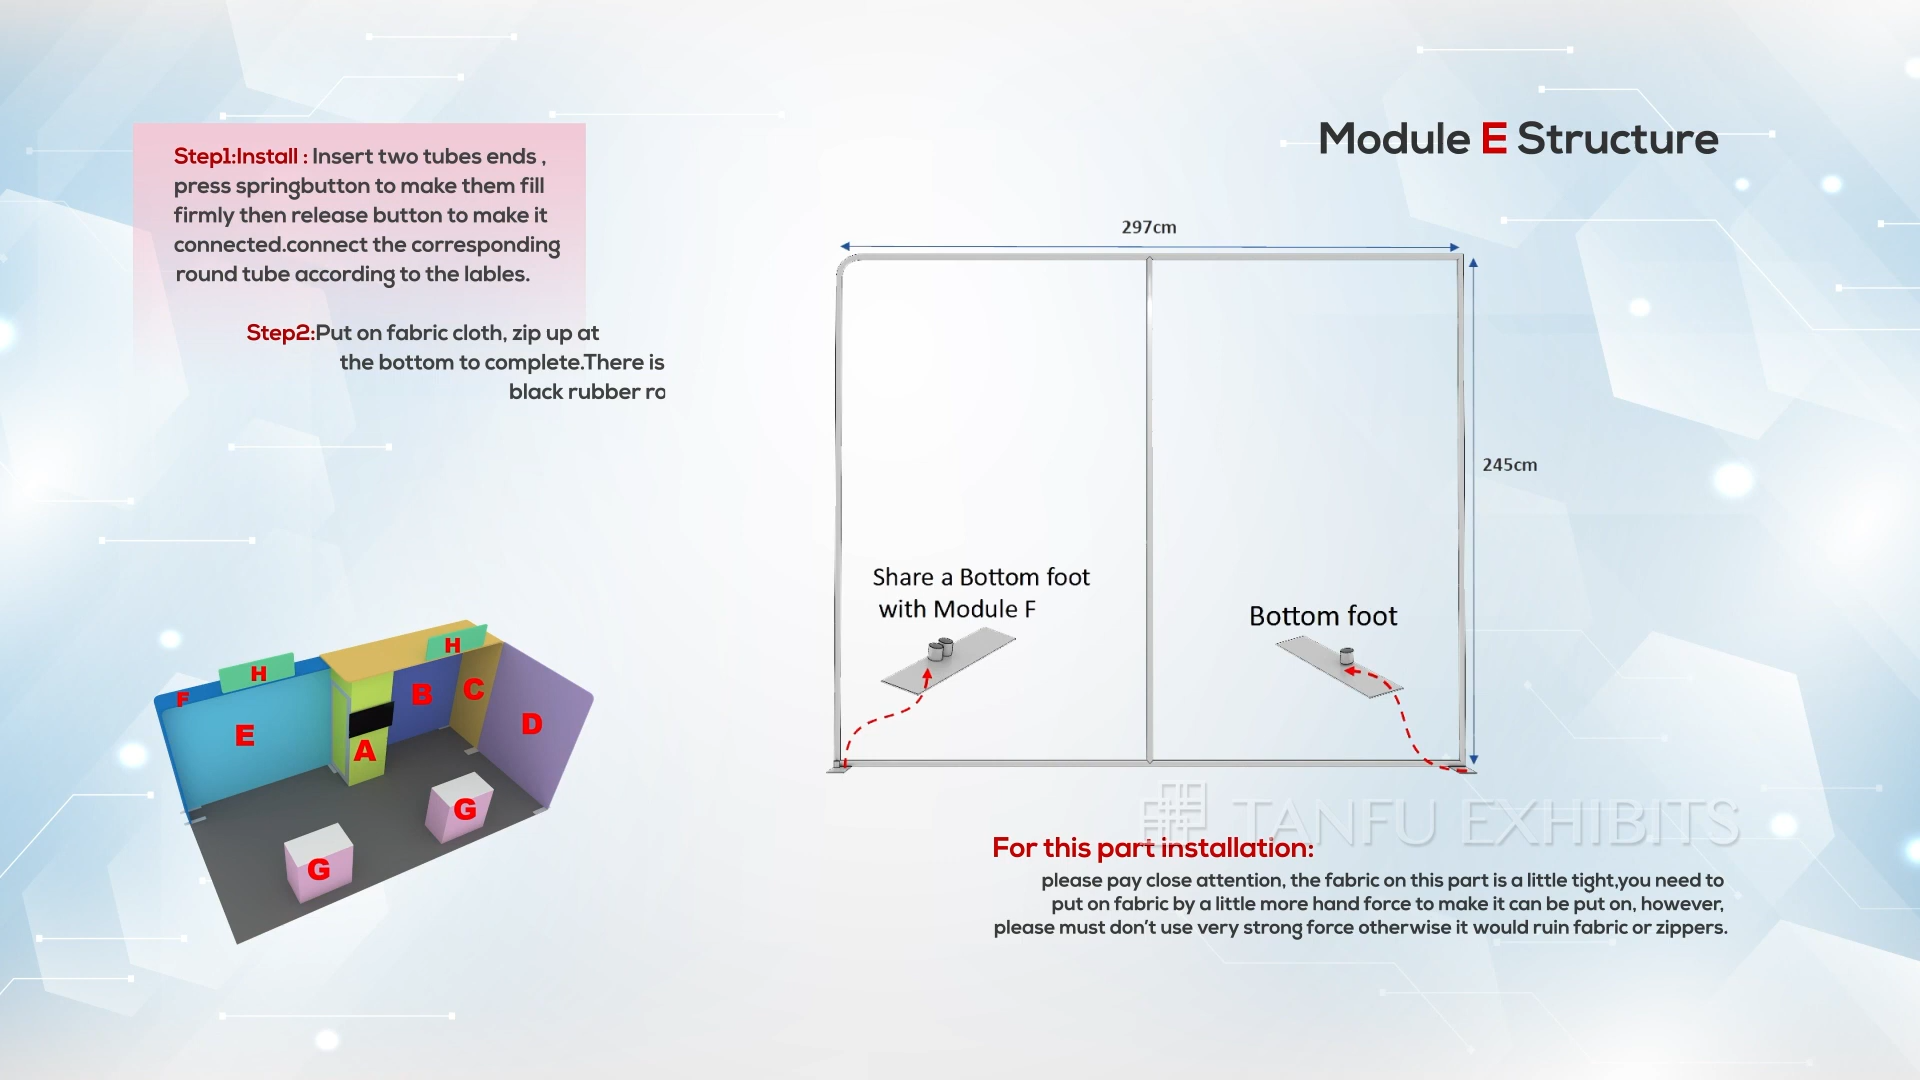 Module E Structure
Step1:Install : Insert two tubes ends ,
press springbutton to make them fill
firmly then release button to make it
connected.connect the corresponding
round tube according to the lables.
Step2:Put on fabric cloth, zip up at
the bottom to complete.There is
black rubber ro
297cm
245cm
Share a Bottom foot
with Module F
Bottom foot
H
H
F
E
A
B
C
D
G
G
TANFU EXHIBITS
For this part installation:
please pay close attention, the fabric on this part is a little tight,you need to
put on fabric by a little more hand force to make it can be put on, however,
please must don't use very strong force otherwise it would ruin fabric or zippers.